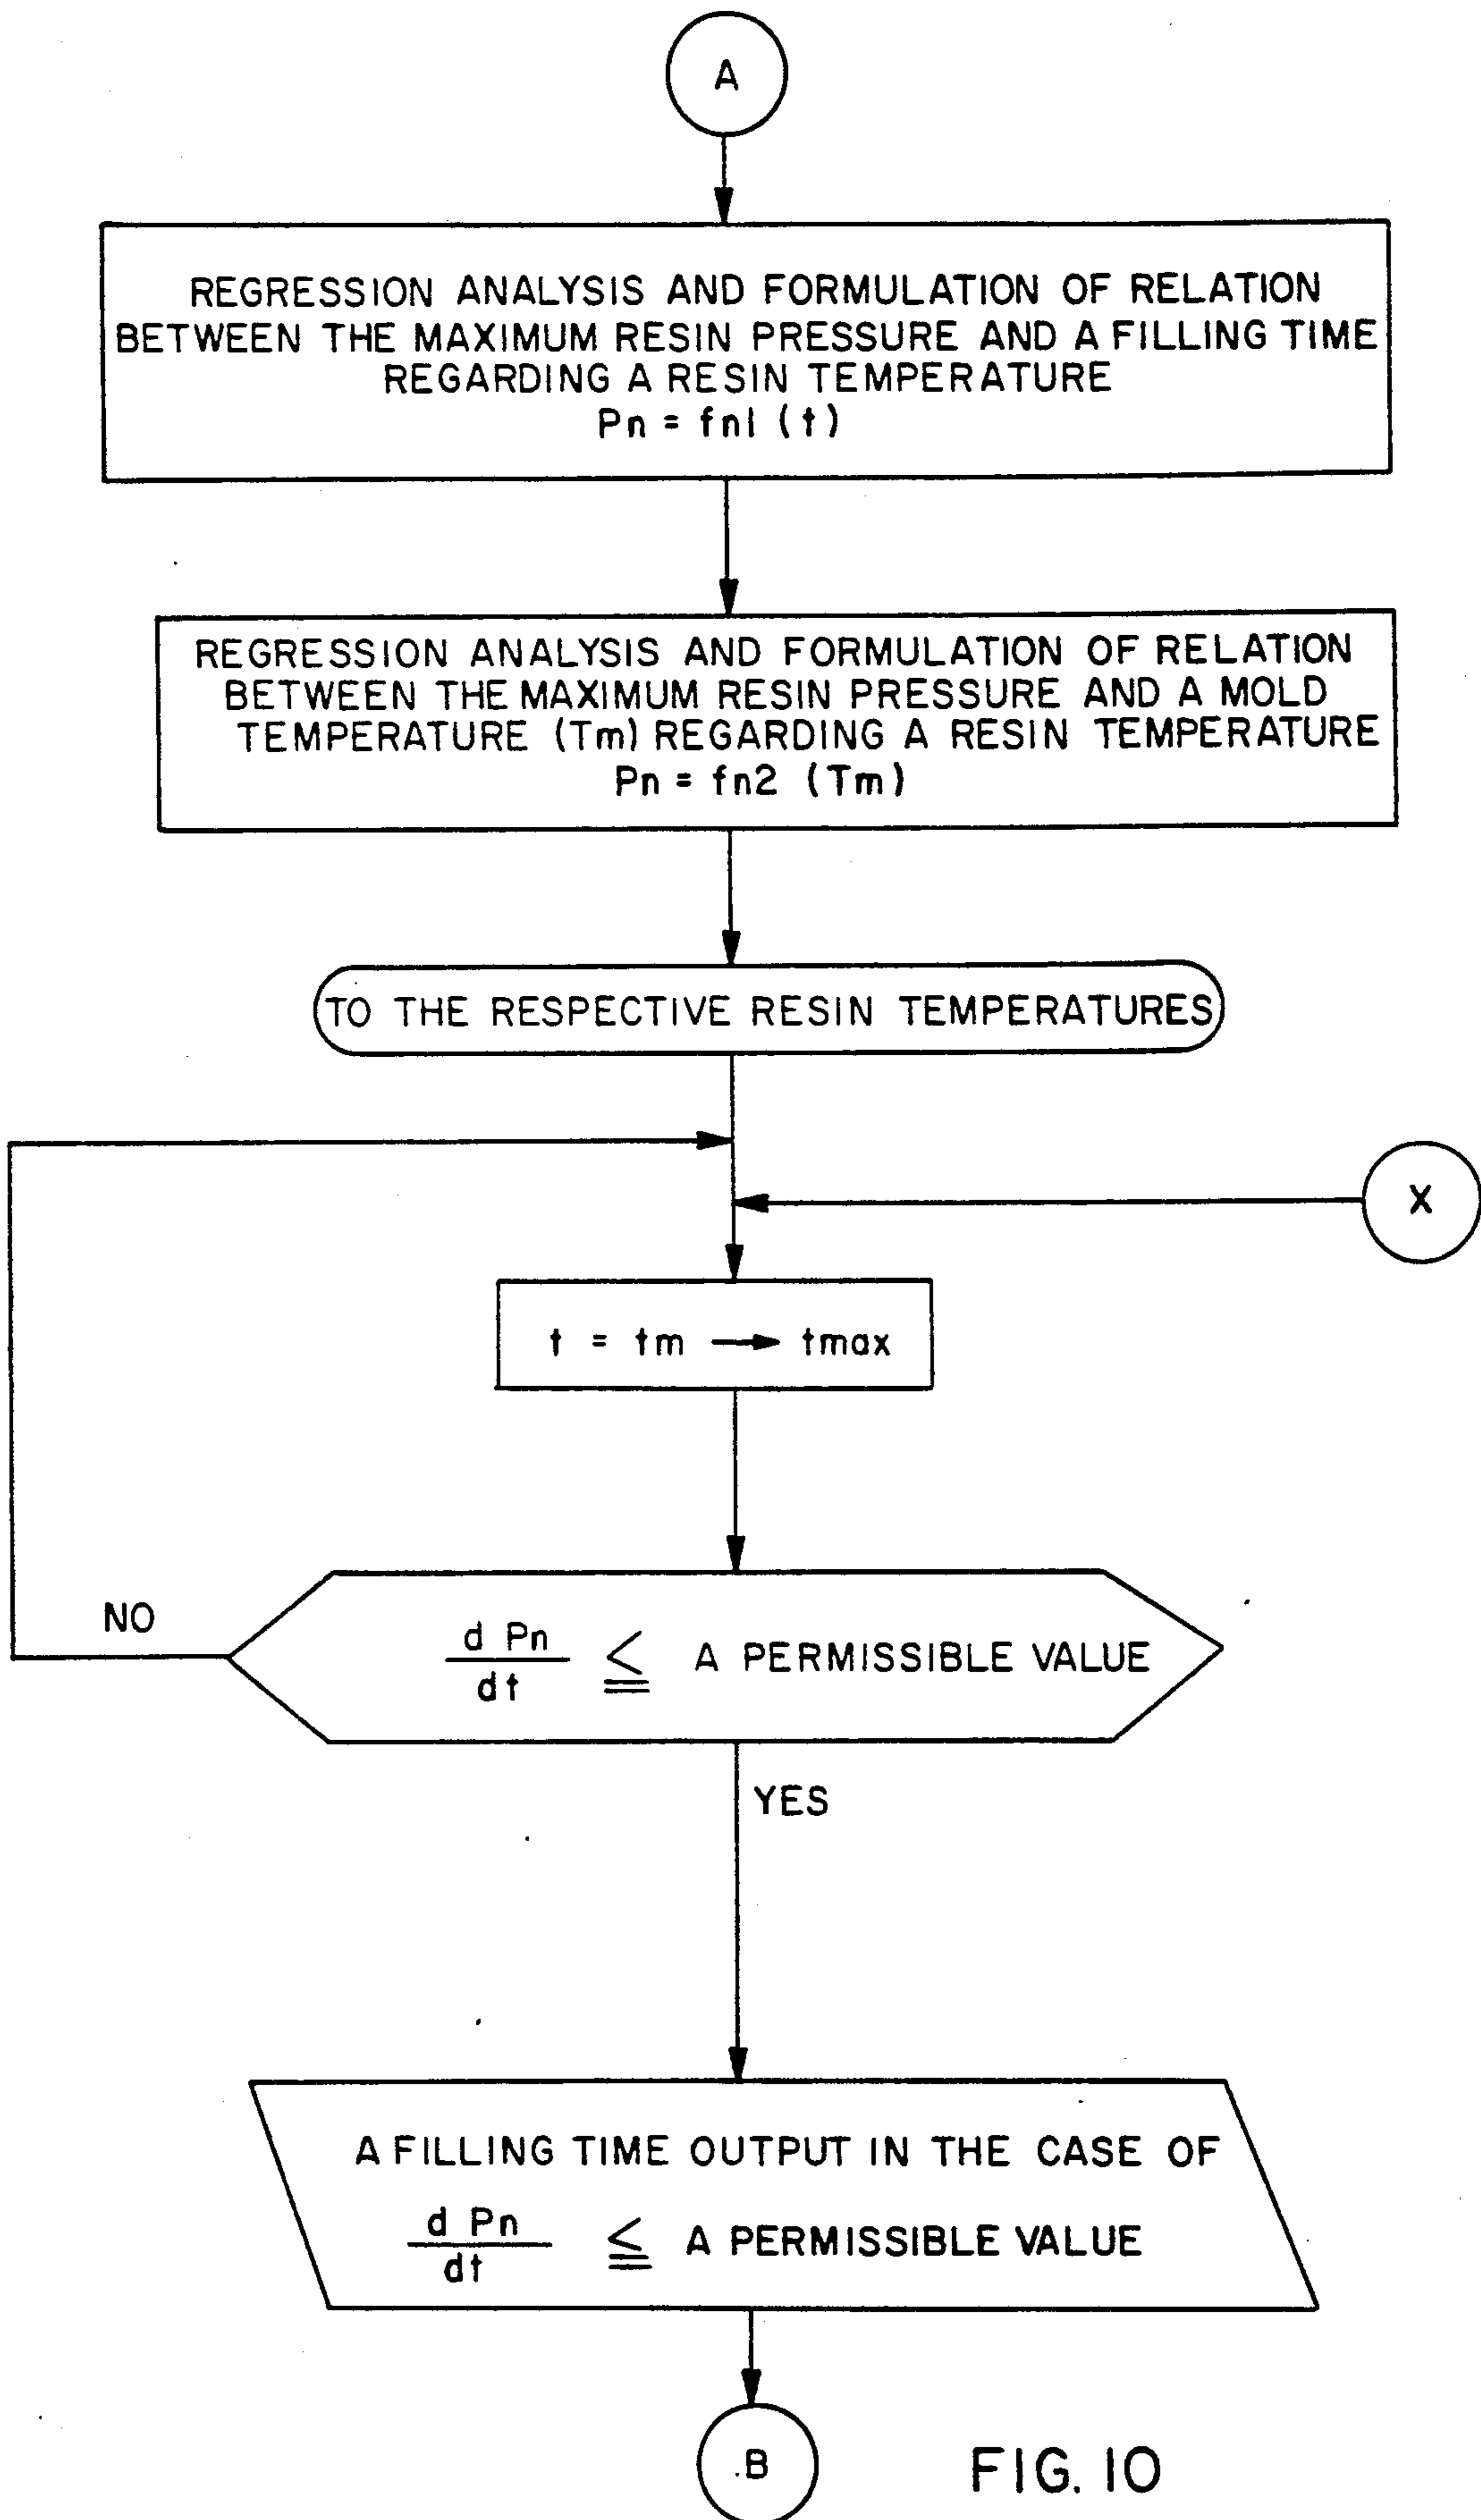 A
REGRESSION ANALYSIS AND FORMULATION OF RELATION
BETWEEN THE MAXIMUM RESIN PRESSURE AND A FILLING TIME
REGARDING A RESIN TEMPERATURE
Pn = fn1 (t)
REGRESSION ANALYSIS AND FORMULATION OF RELATION
BETWEEN THE MAXIMUM RESIN PRESSURE AND A MOLD
TEMPERATURE (Tm) REGARDING A RESIN TEMPERATURE
Pn = fn2 (Tm)
TO THE RESPECTIVE RESIN TEMPERATURES
X
t = tm → tmax
NO
d Pn / dt ≦ A PERMISSIBLE VALUE
YES
A FILLING TIME OUTPUT IN THE CASE OF
d Pn / dt ≦ A PERMISSIBLE VALUE
B
FIG. 10